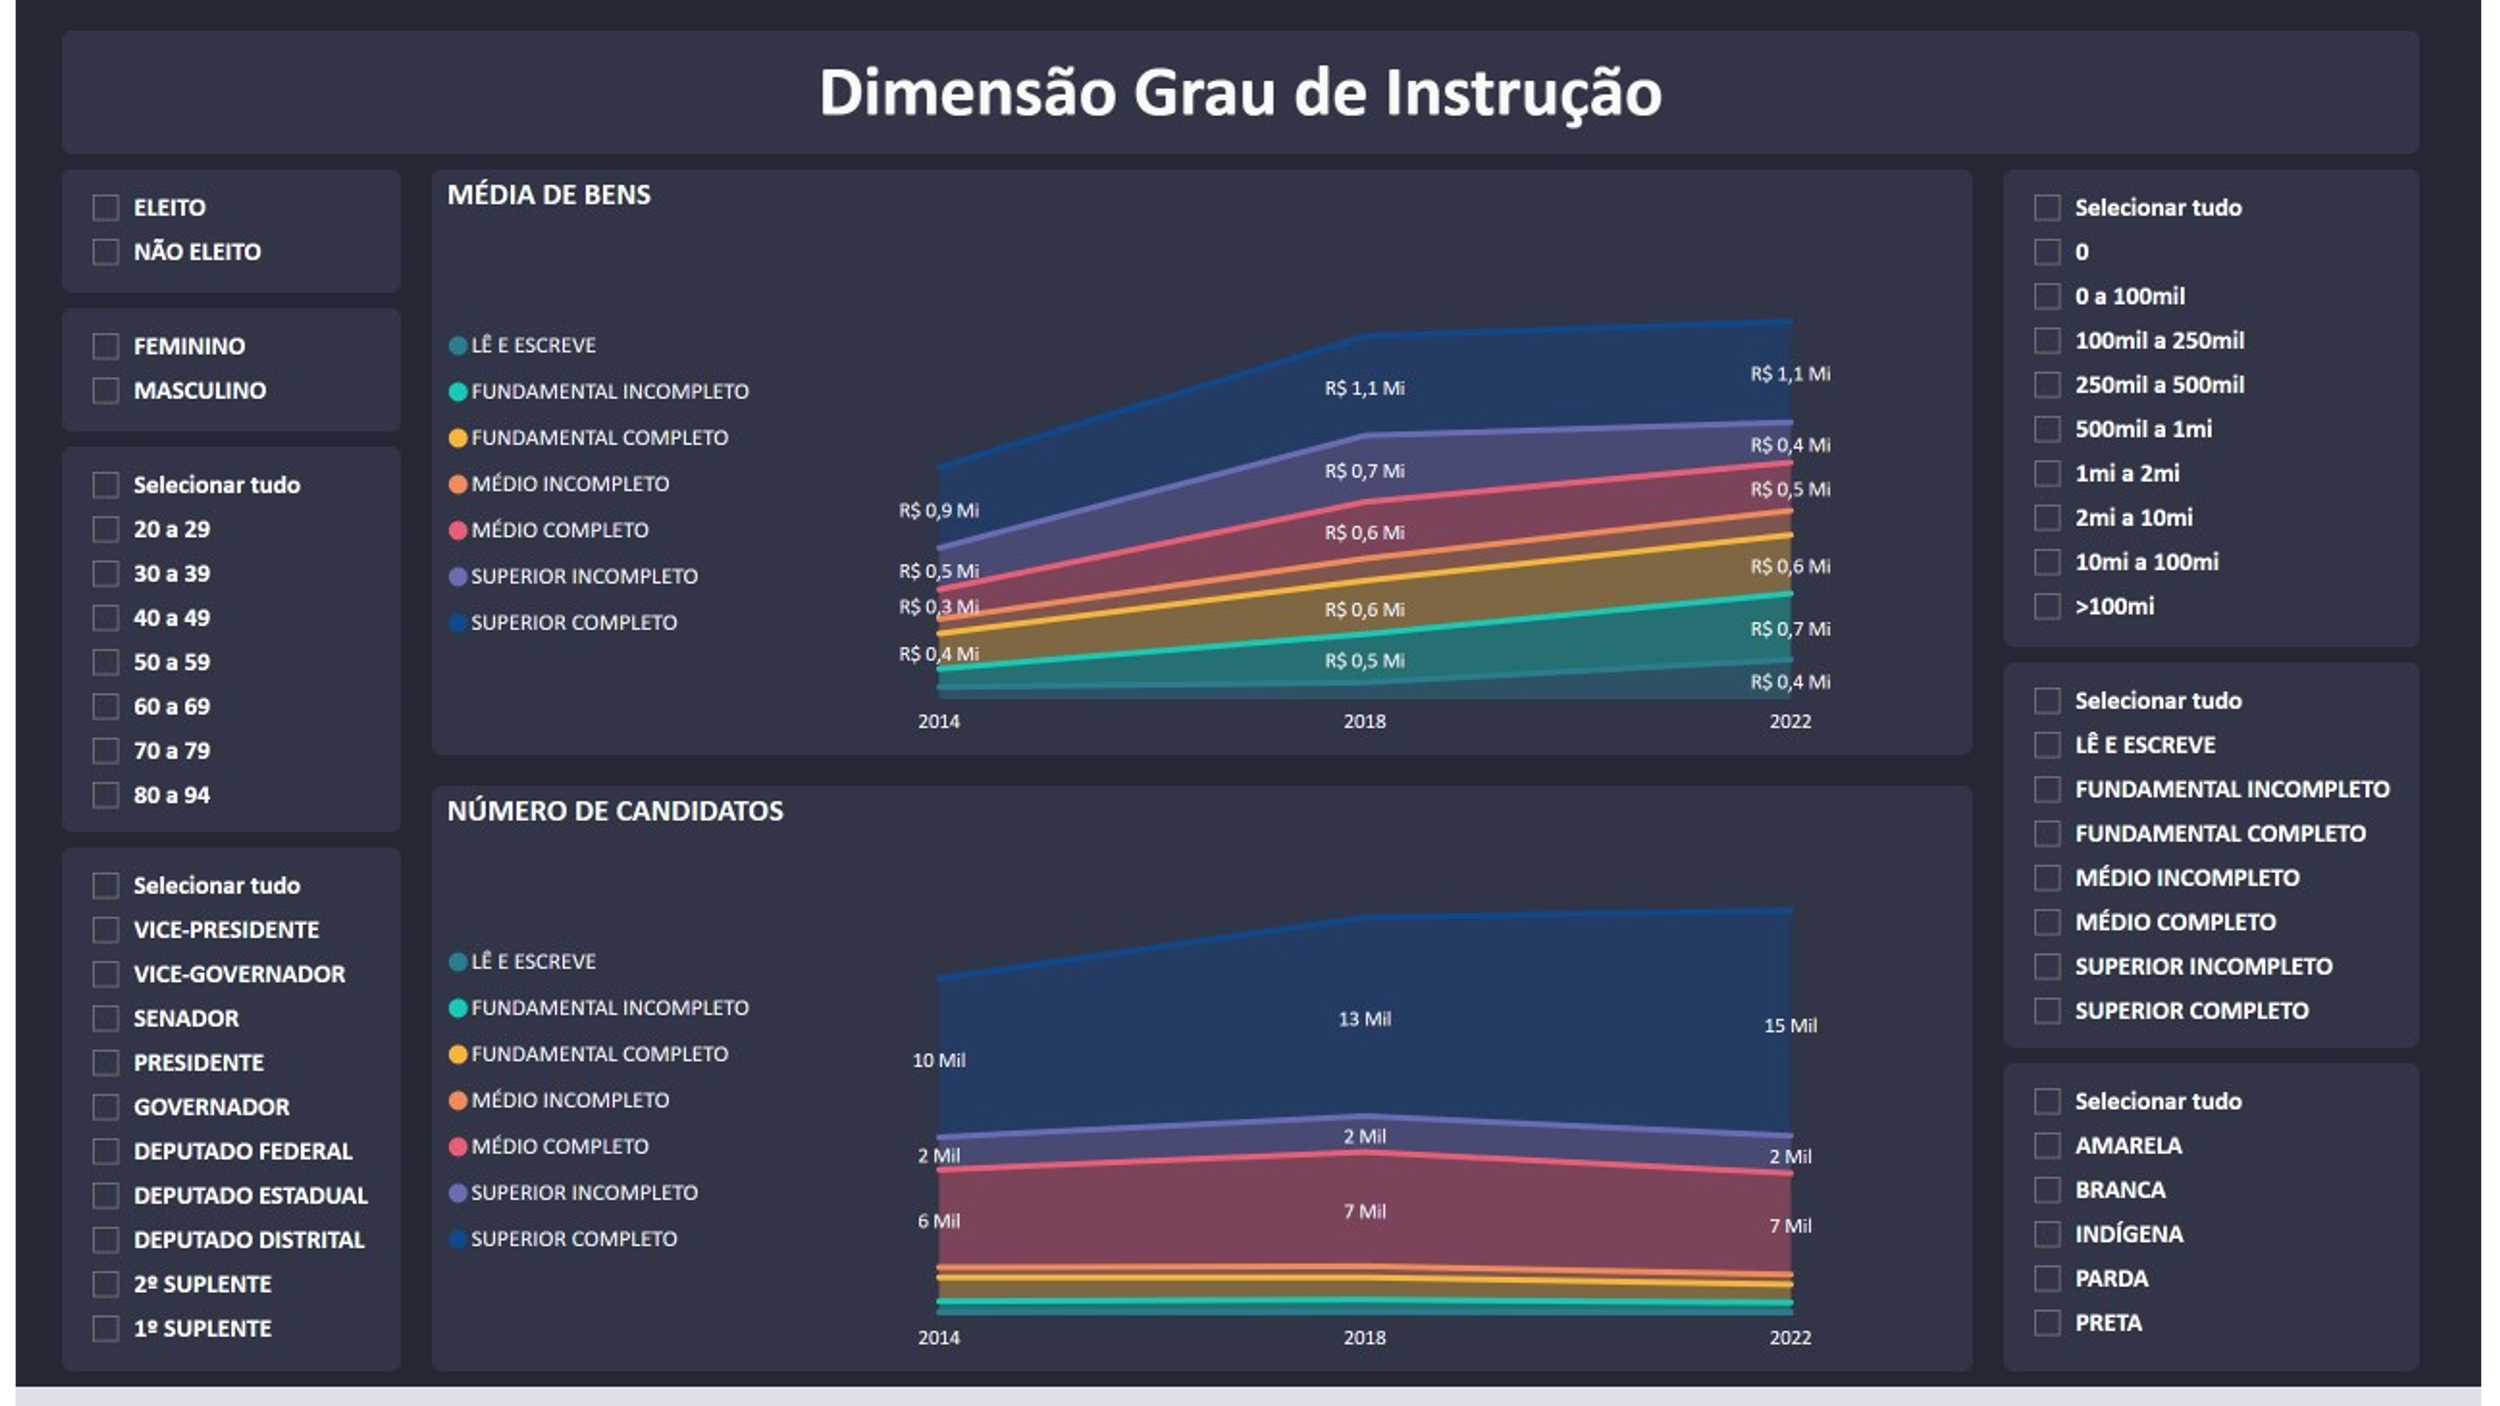 Dimensão Grau de Instrução
ELEITO
NÃO ELEITO
FEMININO
MASCULINO
Selecionar tudo
20 a 29
30 a 39
40 a 49
50 a 59
60 a 69
70 a 79
80 a 94
Selecionar tudo
VICE-PRESIDENTE
VICE-GOVERNADOR
SENADOR
PRESIDENTE
GOVERNADOR
DEPUTADO FEDERAL
DEPUTADO ESTADUAL
DEPUTADO DISTRITAL
2º SUPLENTE
1º SUPLENTE
MÉDIA DE BENS
LÊ E ESCREVE
FUNDAMENTAL INCOMPLETO
FUNDAMENTAL COMPLETO
MÉDIO INCOMPLETO
MÉDIO COMPLETO
SUPERIOR INCOMPLETO
SUPERIOR COMPLETO
R$ 0,9 Mi
R$ 0,5 Mi
R$ 0,3 Mi
R$ 0,4 Mi
R$ 1,1 Mi
R$ 0,7 Mi
R$ 0,6 Mi
R$ 0,6 Mi
R$ 0,5 Mi
R$ 1,1 Mi
R$ 0,4 Mi
R$ 0,5 Mi
R$ 0,6 Mi
R$ 0,7 Mi
R$ 0,4 Mi
2014 2018 2022
NÚMERO DE CANDIDATOS
LÊ E ESCREVE
FUNDAMENTAL INCOMPLETO
FUNDAMENTAL COMPLETO
MÉDIO INCOMPLETO
MÉDIO COMPLETO
SUPERIOR INCOMPLETO
SUPERIOR COMPLETO
10 Mil
2 Mil
6 Mil
13 Mil
2 Mil
7 Mil
15 Mil
2 Mil
7 Mil
2014 2018 2022
Selecionar tudo
0
0 a 100mil
100mil a 250mil
250mil a 500mil
500mil a 1mi
1mi a 2mi
2mi a 10mi
10mi a 100mi
>100mi
Selecionar tudo
LÊ E ESCREVE
FUNDAMENTAL INCOMPLETO
FUNDAMENTAL COMPLETO
MÉDIO INCOMPLETO
MÉDIO COMPLETO
SUPERIOR INCOMPLETO
SUPERIOR COMPLETO
Selecionar tudo
AMARELA
BRANCA
INDÍGENA
PARDA
PRETA